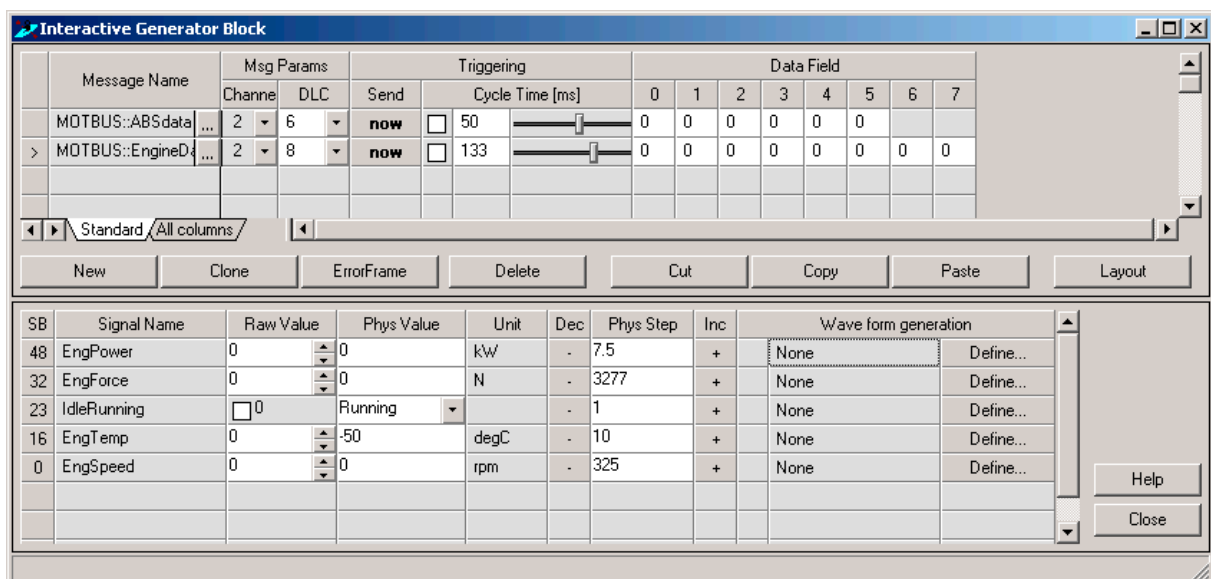 Interactive Generator Block
Message Name Msg Params Triggering Data Field
Channe DLC Send Cycle Time [ms] 0 1 2 3 4 5 6 7
MOTBUS::ABSdata ... 2 6 now 50 0 0 0 0 0 0
> MOTBUS::EngineDa ... 2 8 now 133 0 0 0 0 0 0 0 0
Standard All columns
New Clone ErrorFrame Delete Cut Copy Paste Layout
SB Signal Name Raw Value Phys Value Unit Dec Phys Step Inc Wave form generation
48 EngPower 0 0 kW - 7.5 + None Define...
32 EngForce 0 0 N - 3277 + None Define...
23 IdleRunning 0 Running - 1 + None Define...
16 EngTemp 0 -50 degC - 10 + None Define...
0 EngSpeed 0 0 rpm - 325 + None Define...
Help
Close